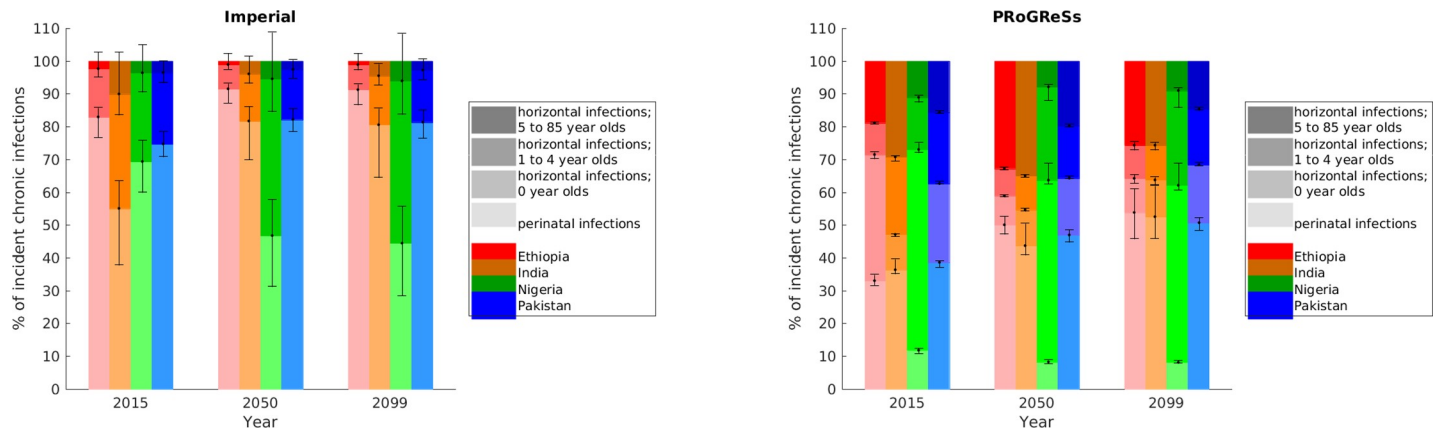 Imperial
110
100
90
80
70
60
50
40
30
20
10
0
% of incident chronic infections
2015
2050
2099
Year
horizontal infections;
5 to 85 year olds
horizontal infections;
1 to 4 year olds
horizontal infections;
0 year olds
perinatal infections
Ethiopia
India
Nigeria
Pakistan
PRoGReSs
110
100
90
80
70
60
50
40
30
20
10
0
% of incident chronic infections
2015
2050
2099
Year
horizontal infections;
5 to 85 year olds
horizontal infections;
1 to 4 year olds
horizontal infections;
0 year olds
perinatal infections
Ethiopia
India
Nigeria
Pakistan